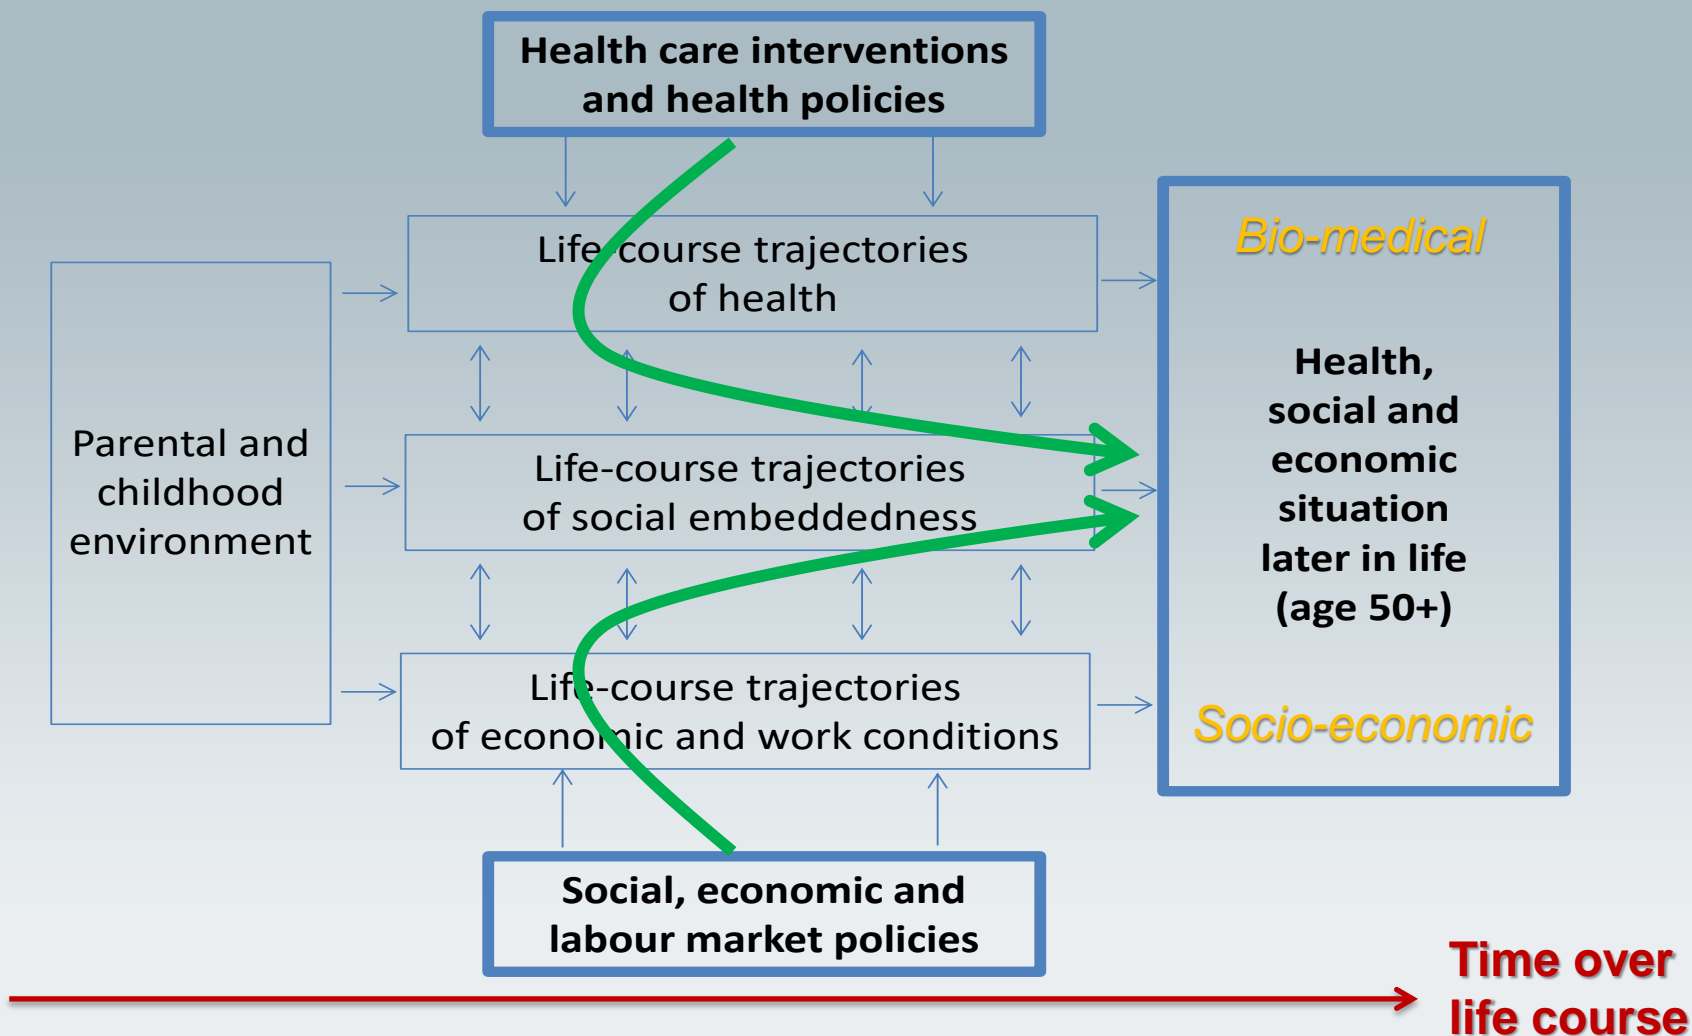 Health care interventions
and health policies
Life-course trajectories
of health
Bio-medical
Parental and
childhood
environment
Life-course trajectories
of social embeddedness
Health,
social and
economic
situation
later in life
(age 50+)
Life-course trajectories
of economic and work conditions
Socio-economic
Social, economic and
labour market policies
Time over
life course